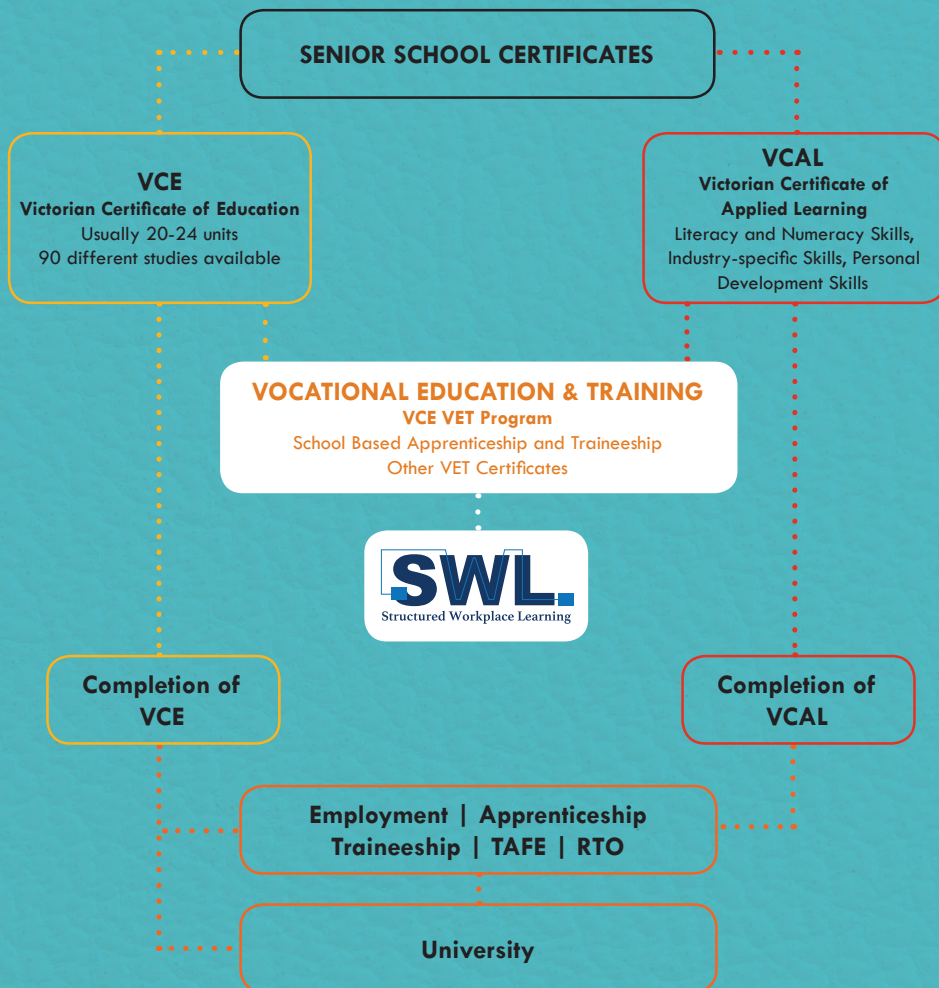 SENIOR SCHOOL CERTIFICATES
VCE
Victorian Certificate of Education
Usually 20-24 units
90 different studies available
VCAL
Victorian Certificate of
Applied Learning
Literacy and Numeracy Skills,
Industry-specific Skills, Personal
Development Skills
VOCATIONAL EDUCATION & TRAINING
VCE VET Program
School Based Apprenticeship and Traineeship
Other VET Certificates
SWL
Structured Workplace Learning
Completion of
VCE
Completion of
VCAL
Employment | Apprenticeship
Traineeship | TAFE | RTO
University